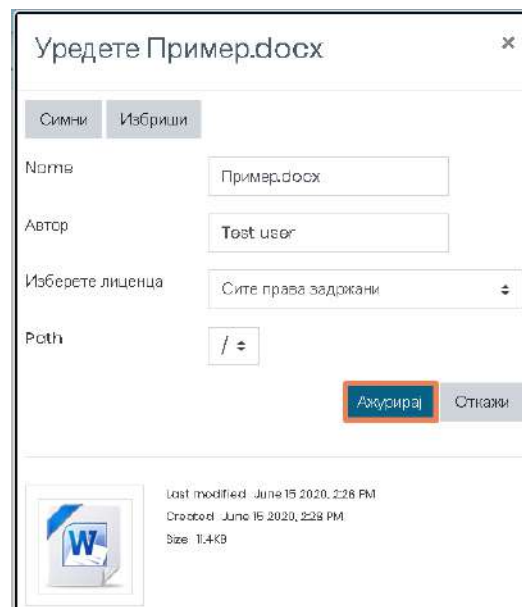 Уредете Пример.docx ×
Симни Избриши
Name Пример.docx
Автор Test user
Изберете лиценца Сите права задржани
Path /
Ажурирај Откажи
Last modified June 15 2020, 2:26 PM
Created June 15 2020, 2:28 PM
Size 11.4KB
W